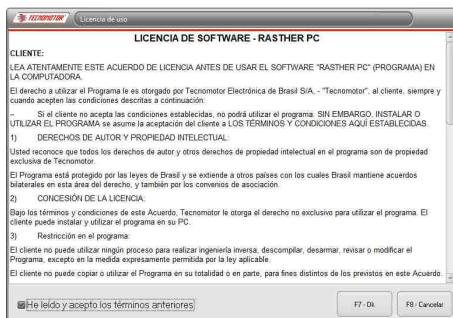 TECNOMOTOR Licencia de uso
LICENCIA DE SOFTWARE - RASTHER PC
CLIENTE:
LEA ATENTAMENTE ESTE ACUERDO DE LICENCIA ANTES DE USAR EL SOFTWARE "RASTHER PC" (PROGRAMA) EN
LA COMPUTADORA.
El derecho a utilizar el Programa le es otorgado por Tecnomotor Electrónica de Brasil S/A, - "Tecnomotor", al cliente, siempre y
cuando acepten las condiciones descritas a continuación:
– Si el cliente no acepta las condiciones establecidas, no podrá utilizar el programa. SIN EMBARGO, INSTALAR O
UTILIZAR EL PROGRAMA se asume la aceptación del cliente a LOS TÉRMINOS Y CONDICIONES AQUÍ ESTABLECIDAS.
1) DERECHOS DE AUTOR Y PROPIEDAD INTELECTUAL:
Usted reconoce que todos los derechos de autor y otros derechos de propiedad intelectual en el programa son de propiedad
exclusiva de Tecnomotor.
El Programa está protegido por las leyes de Brasil y se extiende a otros países con los cuales Brasil mantiene acuerdos
bilaterales en esta área del derecho, y también por los convenios de asociación.
2) CONCESIÓN DE LA LICENCIA:
Bajo los términos y condiciones de este Acuerdo, Tecnomotor le otorga el derecho no exclusivo para utilizar el programa. El
cliente puede instalar y utilizar el programa en su PC.
3) Restricción en el programa:
El cliente no puede utilizar ningún proceso para realizar ingeniería inversa, descompilar, desarmar, revisar o modificar el
Programa, excepto en la medida expresamente permitida por la ley aplicable.
El cliente no puede copiar o utilizar el Programa en su totalidad o en parte, para fines distintos de los previstos en este Acuerdo.
He leído y acepto los términos anteriores
F7 - Ok
F8 - Cancelar